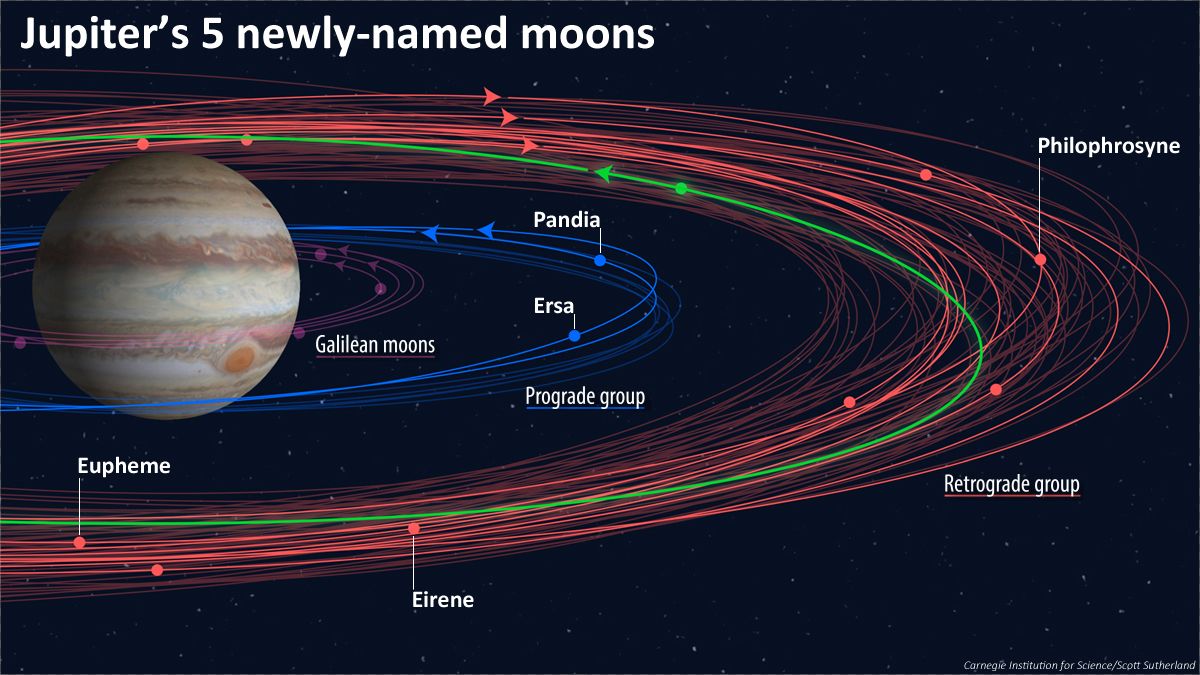 Jupiter's 5 newly-named moons
Philophrosyne
Pandia
Ersa
Galilean moons
Prograde group
Eupheme
Retrograde group
Eirene
Carnegie Institution for Science/Scott Sutherland